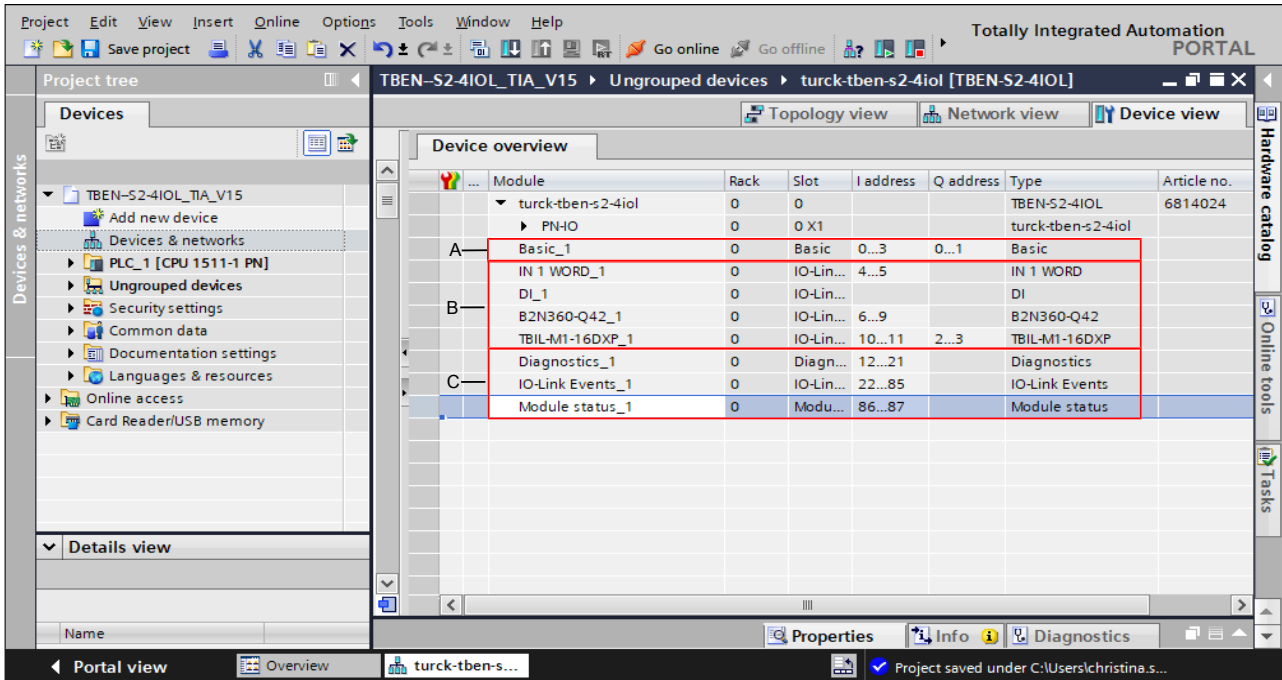 Project Edit View Insert Online Options Tools Window Help
Totally Integrated Automation
PORTAL
Save project Go online Go offline
Project tree
TBEN--S2-4IOL_TIA_V15 Ungrouped devices turck-tben-s2-4iol [TBEN-S2-4IOL]
Devices
Topology view Network view Device view
Device overview
... Module Rack Slot I address Q address Type Article no.
turck-tben-s2-4iol 0 0 TBEN-S2-4IOL 6814024
PN-IO 0 0 X1 turck-tben-s2-4iol
A Basic_1 0 Basic 0...3 0...1 Basic
IN 1 WORD_1 0 IO-Lin... 4...5 IN 1 WORD
DI_1 0 IO-Lin... DI
B
B2N360-Q42_1 0 IO-Lin... 6...9 B2N360-Q42
TBIL-M1-16DXP_1 0 IO-Lin... 10...11 2...3 TBIL-M1-16DXP
Diagnostics_1 0 Diagn... 12...21 Diagnostics
C IO-Link Events_1 0 IO-Lin... 22...85 IO-Link Events
Module status_1 0 Modu... 86...87 Module status
TBEN--S2-4IOL_TIA_V15
Add new device
Devices & networks
PLC_1 [CPU 1511-1 PN]
Ungrouped devices
Security settings
Common data
Documentation settings
Languages & resources
Online access
Card Reader/USB memory
Details view
Name
Devices & networks
Hardware catalog
Online tools
Tasks
Properties Info Diagnostics
Portal view Overview turck-tben-s... Project saved under C:\Users\christina.s...